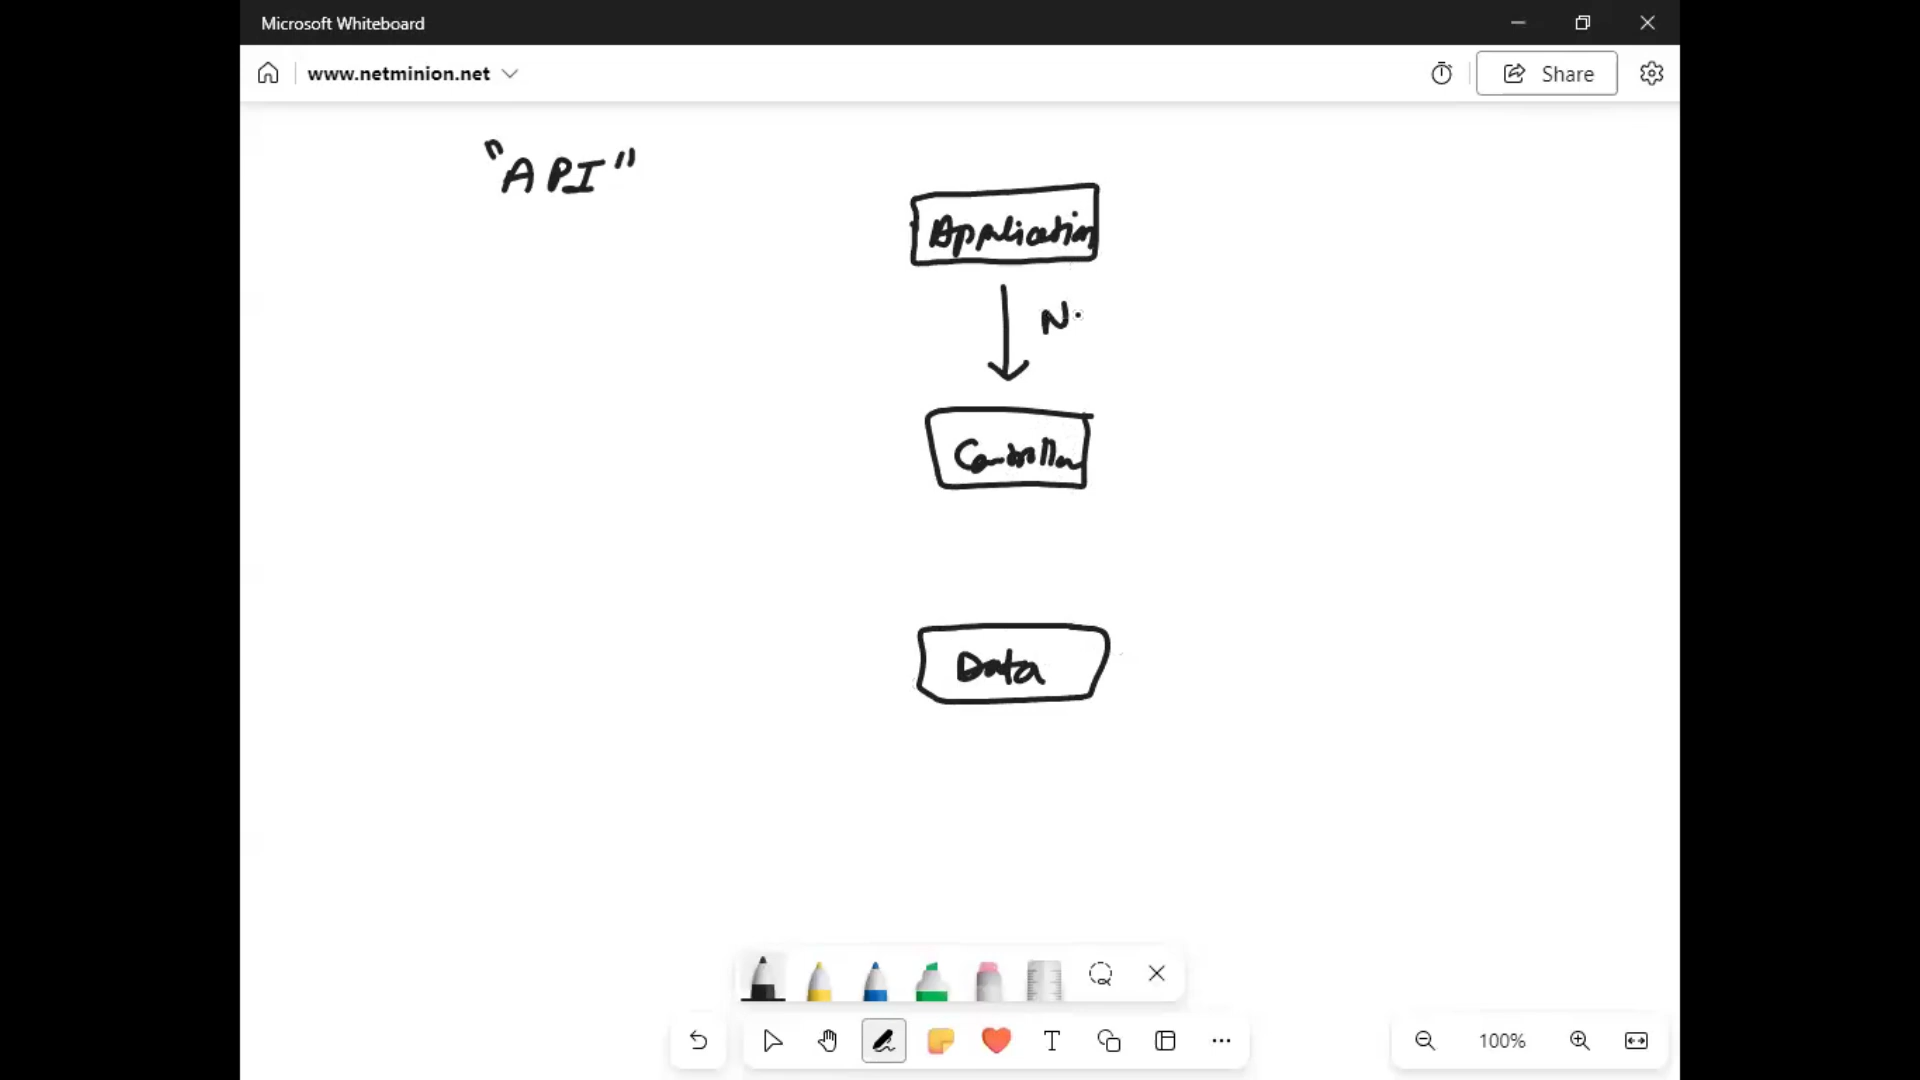 Microsoft Whiteboard
www.netminion.net
Share
"API"
Application
N
Controller
Data
T
100%